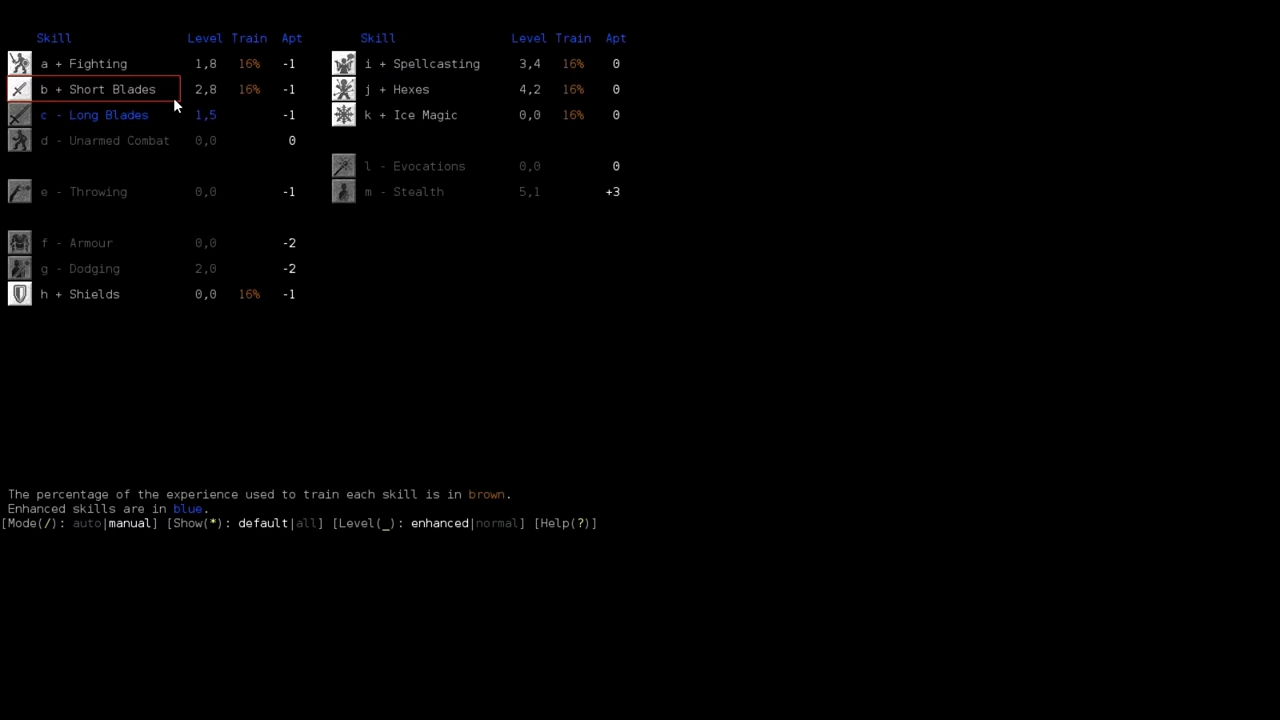 Skill Level Train Apt Skill Level Train Apt
a + Fighting 1,8 16% -1 i + Spellcasting 3,4 16% 0
b + Short Blades 2,8 16% -1 j + Hexes 4,2 16% 0
c - Long Blades 1,5 -1 k + Ice Magic 0,0 16% 0
d - Unarmed Combat 0,0 0
l - Evocations 0,0 0
e - Throwing 0,0 -1 m - Stealth 5,1 +3
f - Armour 0,0 -2
g - Dodging 2,0 -2
h + Shields 0,0 16% -1
The percentage of the experience used to train each skill is in brown.
Enhanced skills are in blue.
[Mode(/): auto|manual] [Show(*): default|all] [Level(_): enhanced|normal] [Help(?)]